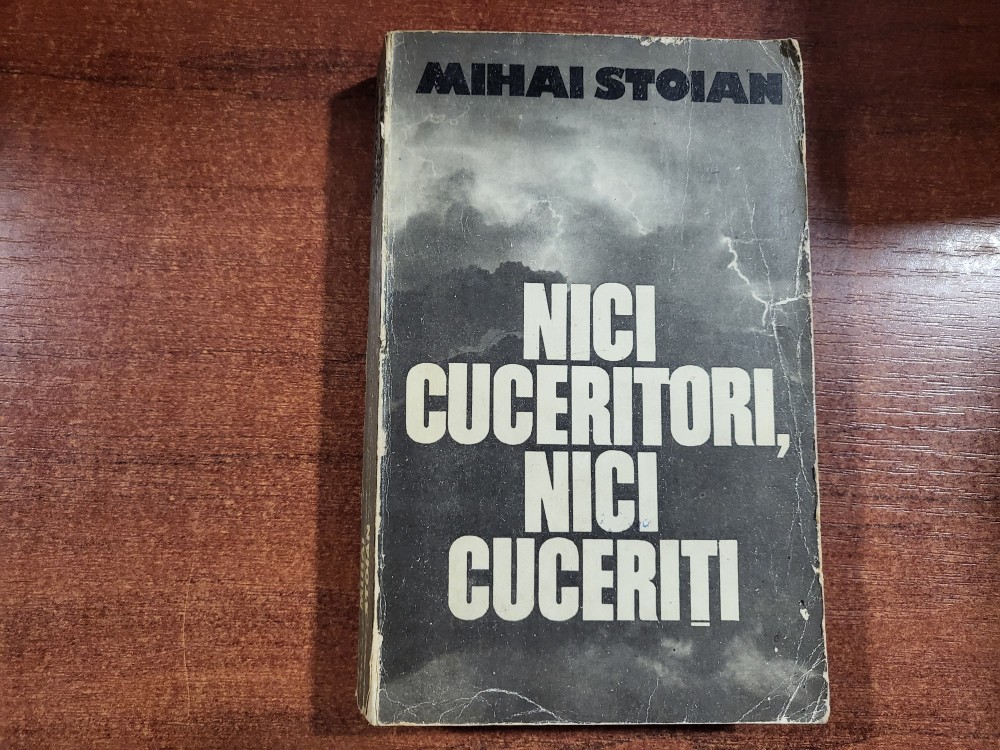 MIHAI STOIAN
NICI
CUCERITORI,
NICI
CUCERIȚI